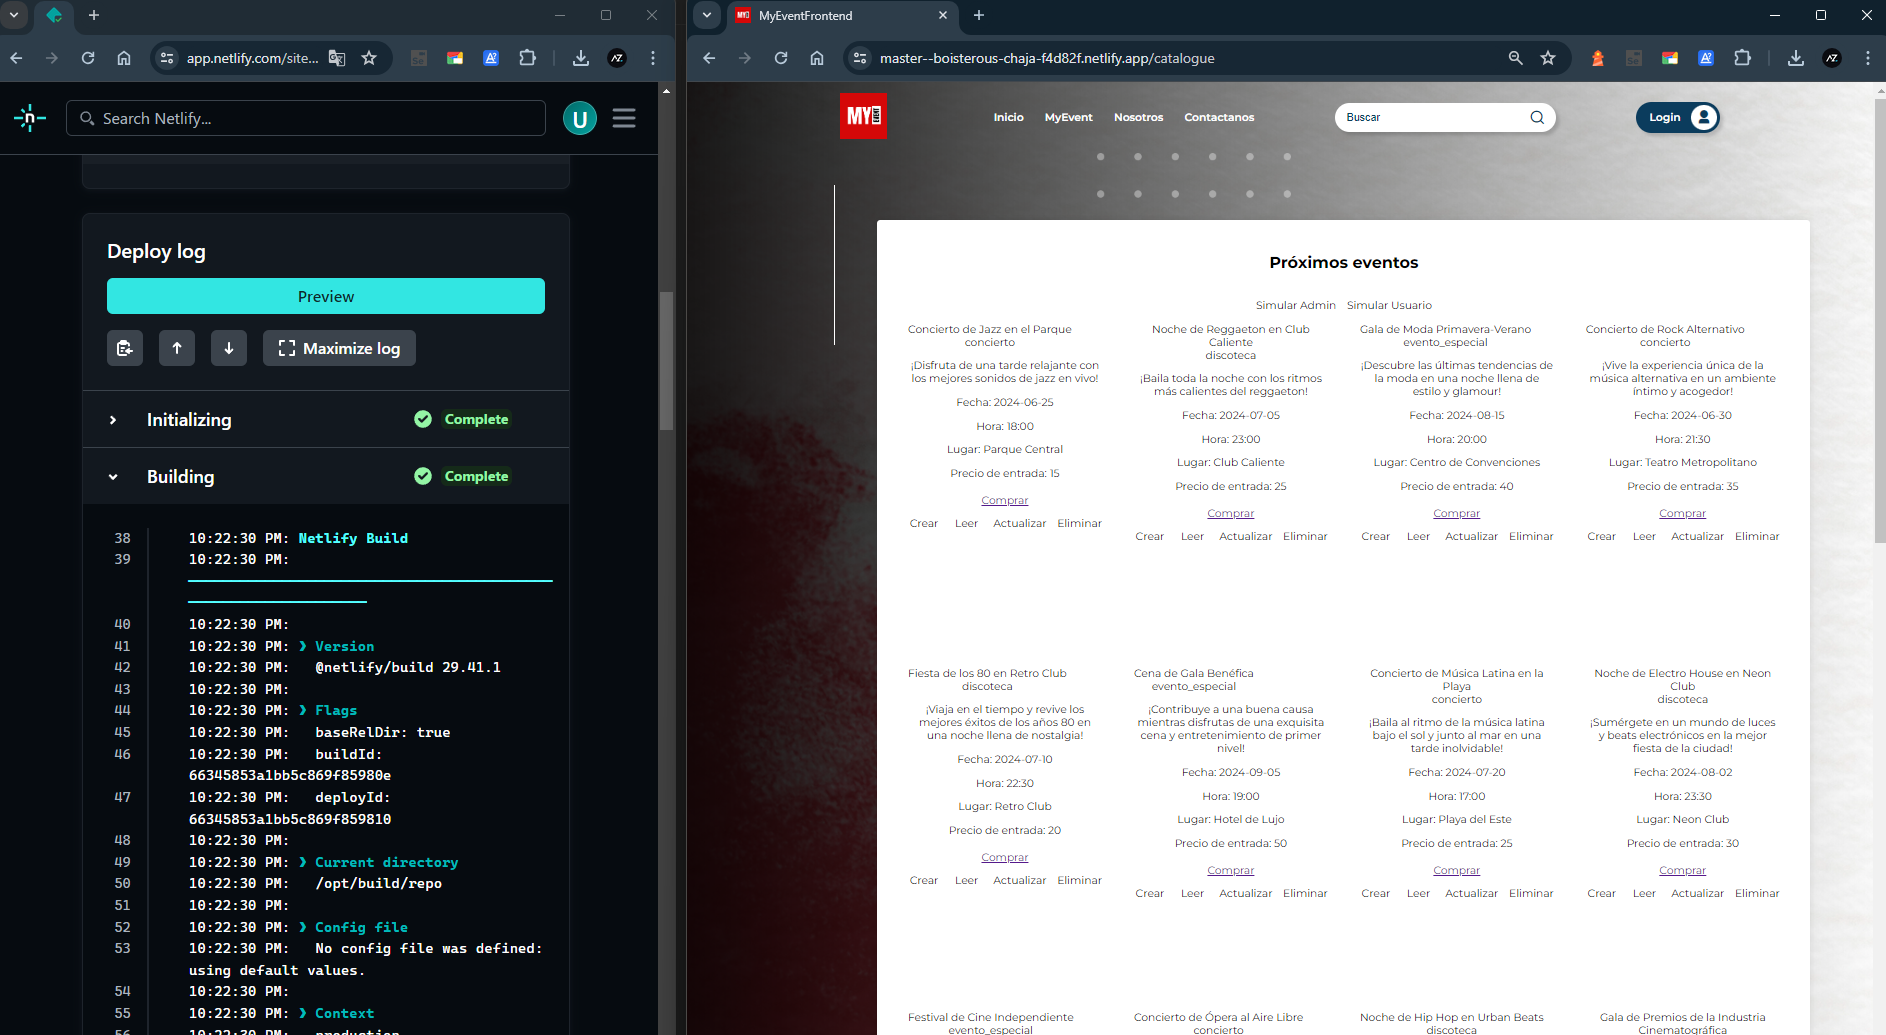 app.netlify.com/site...
Search Netlify...
U
Deploy log
Preview
Maximize log
Initializing
Complete
Building
Complete
38 10:22:30 PM: Netlify Build
39 10:22:30 PM:
40 10:22:30 PM:
41 10:22:30 PM: ❯ Version
42 10:22:30 PM: @netlify/build 29.41.1
43 10:22:30 PM:
44 10:22:30 PM: ❯ Flags
45 10:22:30 PM: baseRelDir: true
46 10:22:30 PM: buildId:
66345853a1bb5c869f85980e
47 10:22:30 PM: deployId:
66345853a1bb5c869f859810
48 10:22:30 PM:
49 10:22:30 PM: ❯ Current directory
50 10:22:30 PM: /opt/build/repo
51 10:22:30 PM:
52 10:22:30 PM: ❯ Config file
53 10:22:30 PM: No config file was defined:
using default values.
54 10:22:30 PM:
55 10:22:30 PM: ❯ Context
56 10:22:30 PM: production
MyEventFrontend
master--boisterous-chaja-f4d82f.netlify.app/catalogue
MY EVENT
Inicio MyEvent Nosotros Contactanos
Buscar
Login
Próximos eventos
Simular Admin Simular Usuario
Concierto de Jazz en el Parque
concierto
¡Disfruta de una tarde relajante con
los mejores sonidos de jazz en vivo!
Fecha: 2024-06-25
Hora: 18:00
Lugar: Parque Central
Precio de entrada: 15
Comprar
Crear Leer Actualizar Eliminar
Noche de Reggaeton en Club
Caliente
discoteca
¡Baila toda la noche con los ritmos
más calientes del reggaeton!
Fecha: 2024-07-05
Hora: 23:00
Lugar: Club Caliente
Precio de entrada: 25
Comprar
Crear Leer Actualizar Eliminar
Gala de Moda Primavera-Verano
evento_especial
¡Descubre las últimas tendencias de
la moda en una noche llena de
estilo y glamour!
Fecha: 2024-08-15
Hora: 20:00
Lugar: Centro de Convenciones
Precio de entrada: 40
Comprar
Crear Leer Actualizar Eliminar
Concierto de Rock Alternativo
concierto
¡Vive la experiencia única de la
música alternativa en un ambiente
íntimo y acogedor!
Fecha: 2024-06-30
Hora: 21:30
Lugar: Teatro Metropolitano
Precio de entrada: 35
Comprar
Crear Leer Actualizar Eliminar
Fiesta de los 80 en Retro Club
discoteca
¡Viaja en el tiempo y revive los
mejores éxitos de los años 80 en
una noche llena de nostalgia!
Fecha: 2024-07-10
Hora: 22:30
Lugar: Retro Club
Precio de entrada: 20
Comprar
Crear Leer Actualizar Eliminar
Cena de Gala Benéfica
evento_especial
¡Contribuye a una buena causa
mientras disfrutas de una exquisita
cena y entretenimiento de primer
nivel!
Fecha: 2024-09-05
Hora: 19:00
Lugar: Hotel de Lujo
Precio de entrada: 50
Comprar
Crear Leer Actualizar Eliminar
Concierto de Música Latina en la
Playa
concierto
¡Baila al ritmo de la música latina
bajo el sol y junto al mar en una
tarde inolvidable!
Fecha: 2024-07-20
Hora: 17:00
Lugar: Playa del Este
Precio de entrada: 25
Comprar
Crear Leer Actualizar Eliminar
Noche de Electro House en Neon
Club
discoteca
¡Sumérgete en un mundo de luces
y beats electrónicos en la mejor
fiesta de la ciudad!
Fecha: 2024-08-02
Hora: 23:30
Lugar: Neon Club
Precio de entrada: 30
Comprar
Crear Leer Actualizar Eliminar
Festival de Cine Independiente
evento_especial
Concierto de Ópera al Aire Libre
concierto
Noche de Hip Hop en Urban Beats
discoteca
Gala de Premios de la Industria
Cinematográfica